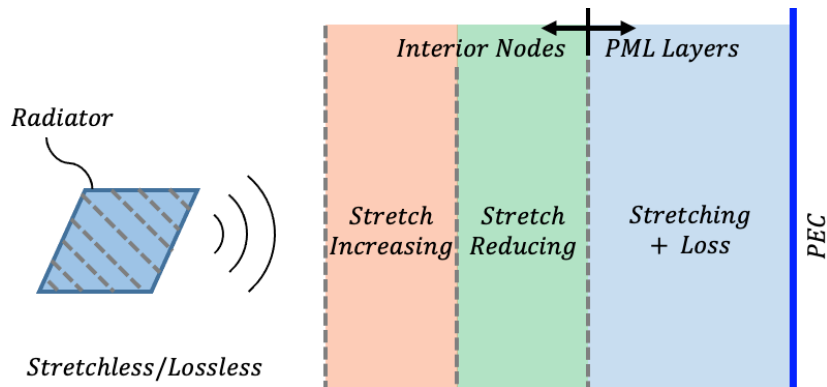 Interior Nodes
PML Layers
Radiator
Stretch
Increasing
Stretch
Reducing
Stretching
+ Loss
PEC
Stretchless/Lossless